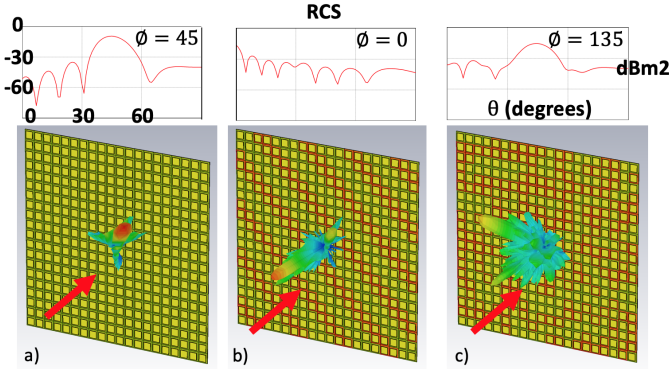 RCS
0
-30
-60
0
30
60
Ø = 45
Ø = 0
Ø = 135
dBm2
θ (degrees)
a)
b)
c)